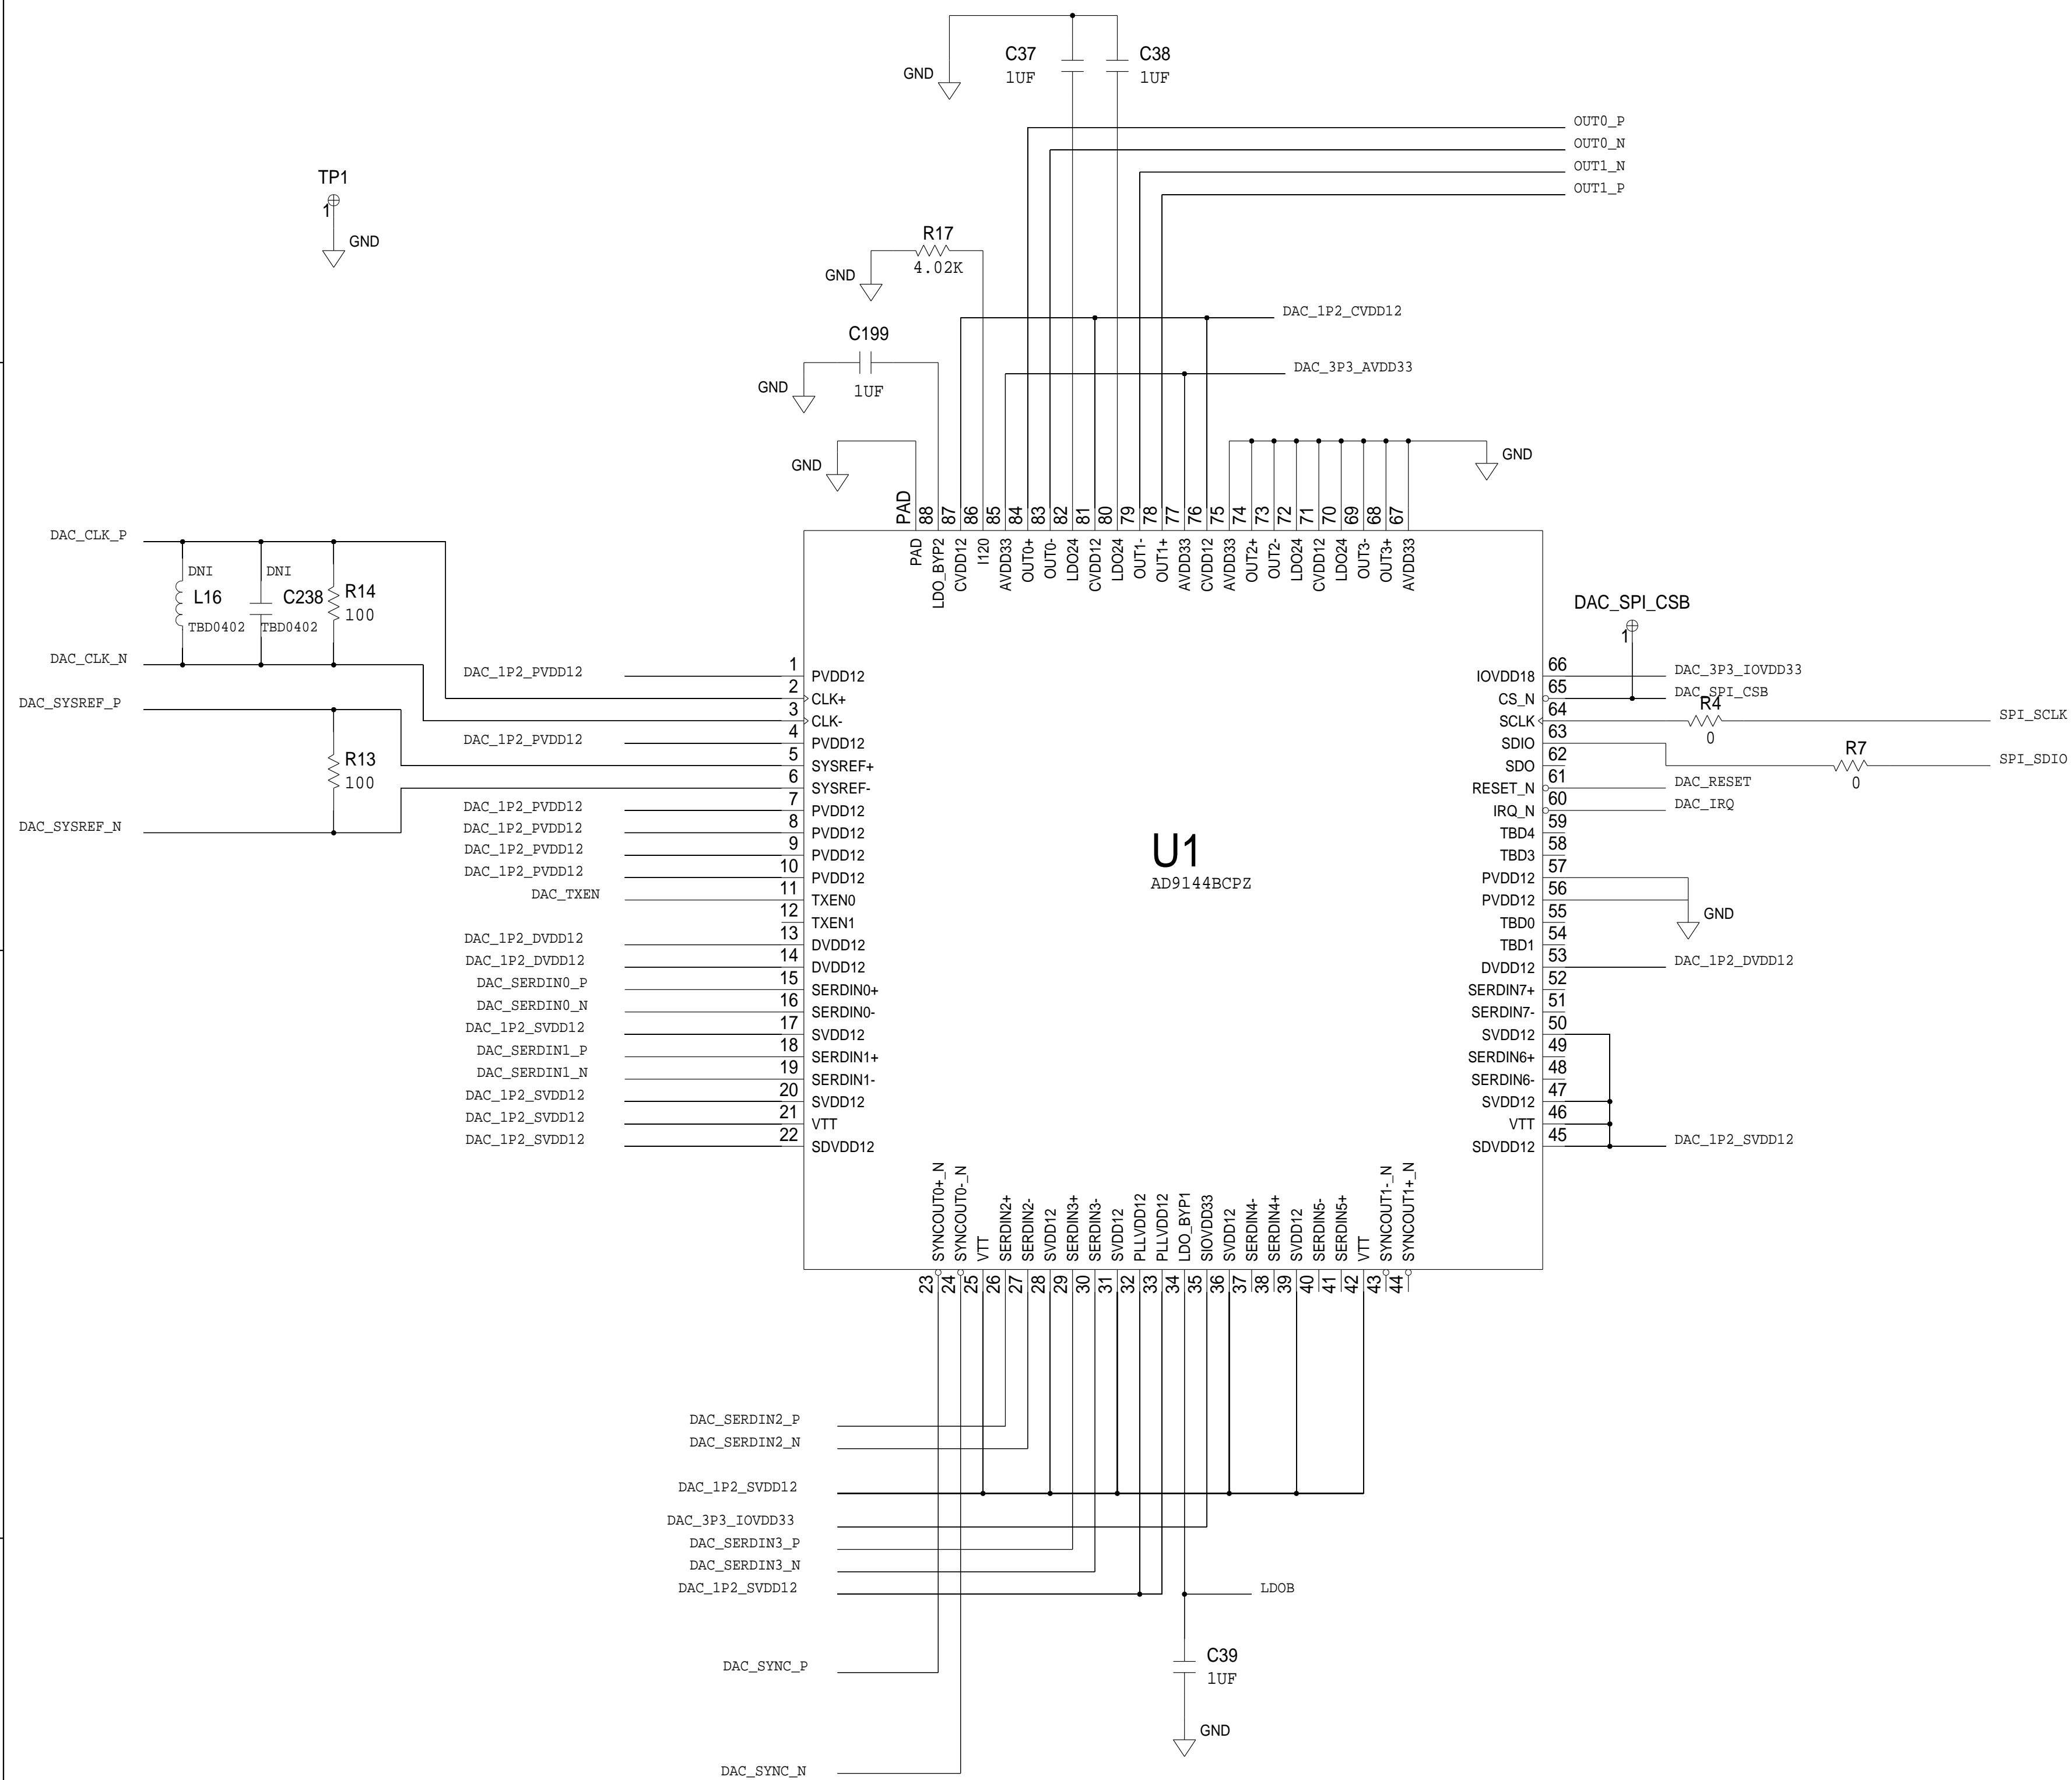 C37
1UF
C38
1UF
GND
OUT0_P
OUT0_N
OUT1_N
OUT1_P
TP1
1
GND
R17
4.02K
GND
DAC_1P2_CVDD12
C199
1UF
GND
DAC_3P3_AVDD33
GND
GND
PAD 88 87 86 85 84 83 82 81 80 79 78 77 76 75 74 73 72 71 70 69 68 67
PAD LDO_BYP2 CVDD12 I120 AVDD33 OUT0+ OUT0- LDO24 CVDD12 LDO24 OUT1- OUT1+ AVDD33 CVDD12 AVDD33 OUT2+ OUT2- LDO24 CVDD12 LDO24 OUT3- OUT3+ AVDD33
DAC_CLK_P
DNI
L16
TBD0402
DNI
C238
TBD0402
R14
100
DAC_CLK_N
DAC_SYSREF_P
R13
100
DAC_SYSREF_N
DAC_1P2_PVDD12 1 PVDD12
2 CLK+
3 CLK-
DAC_1P2_PVDD12 4 PVDD12
5 SYSREF+
6 SYSREF-
DAC_1P2_PVDD12 7 PVDD12
DAC_1P2_PVDD12 8 PVDD12
DAC_1P2_PVDD12 9 PVDD12
DAC_1P2_PVDD12 10 PVDD12
DAC_TXEN 11 TXEN0
12 TXEN1
DAC_1P2_DVDD12 13 DVDD12
DAC_1P2_DVDD12 14 DVDD12
DAC_SERDIN0_P 15 SERDIN0+
DAC_SERDIN0_N 16 SERDIN0-
DAC_1P2_SVDD12 17 SVDD12
DAC_SERDIN1_P 18 SERDIN1+
DAC_SERDIN1_N 19 SERDIN1-
DAC_1P2_SVDD12 20 SVDD12
DAC_1P2_SVDD12 21 VTT
DAC_1P2_SVDD12 22 SDVDD12
U1
AD9144BCPZ
DAC_SPI_CSB
1
IOVDD18 66 DAC_3P3_IOVDD33
CS_N 65 DAC_SPI_CSB
SCLK 64 R4 0 SPI_SCLK
SDIO 63 R7 0 SPI_SDIO
SDO 62
RESET_N 61 DAC_RESET
IRQ_N 60 DAC_IRQ
TBD4 59
TBD3 58
PVDD12 57
PVDD12 56 GND
TBD0 55
TBD1 54
DVDD12 53 DAC_1P2_DVDD12
SERDIN7+ 52
SERDIN7- 51
SVDD12 50
SERDIN6+ 49
SERDIN6- 48
SVDD12 47
VTT 46
SDVDD12 45 DAC_1P2_SVDD12
SYNCOUT0+_N SYNCOUT0-_N VTT SERDIN2+ SERDIN2- SVDD12 SERDIN3+ SERDIN3- SVDD12 PLLVDD12 PLLVDD12 LDO_BYP1 SIOVDD33 SVDD12 SERDIN4- SERDIN4+ SVDD12 SERDIN5- SERDIN5+ VTT SYNCOUT1-_N SYNCOUT1+_N
23 24 25 26 27 28 29 30 31 32 33 34 35 36 37 38 39 40 41 42 43 44
DAC_SERDIN2_P
DAC_SERDIN2_N
DAC_1P2_SVDD12
DAC_3P3_IOVDD33
DAC_SERDIN3_P
DAC_SERDIN3_N
DAC_1P2_SVDD12
LDOB
C39
1UF
DAC_SYNC_P
GND
DAC_SYNC_N